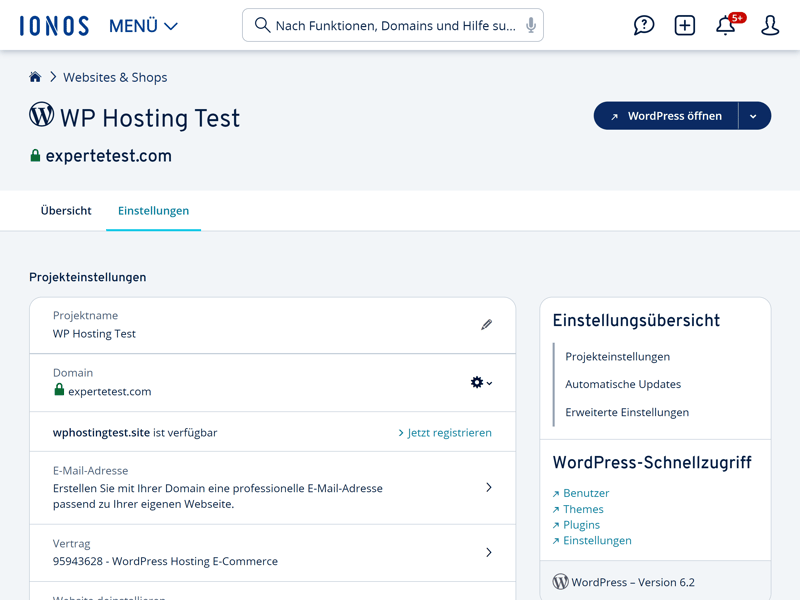 IONOS MENÜ Nach Funktionen, Domains und Hilfe su... 5+
Websites & Shops
WP Hosting Test
WordPress öffnen
expertetest.com
Übersicht Einstellungen
Projekteinstellungen
Projektname
WP Hosting Test
Domain
expertetest.com
wphostingtest.site ist verfügbar Jetzt registrieren
E-Mail-Adresse
Erstellen Sie mit Ihrer Domain eine professionelle E-Mail-Adresse
passend zu Ihrer eigenen Webseite.
Vertrag
95943628 - WordPress Hosting E-Commerce
Website deinstallieren
Einstellungsübersicht
Projekteinstellungen
Automatische Updates
Erweiterte Einstellungen
WordPress-Schnellzugriff
Benutzer
Themes
Plugins
Einstellungen
WordPress – Version 6.2